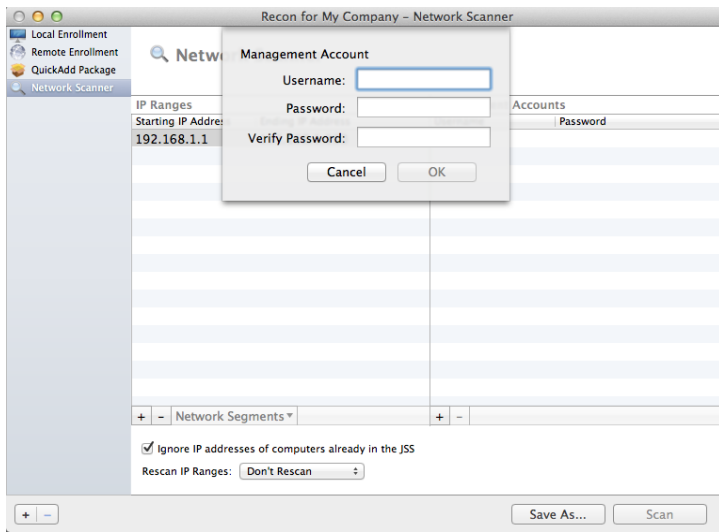 Recon for My Company – Network Scanner
Local Enrollment
Remote Enrollment
QuickAdd Package
Network Scanner
Netw
Management Account
Username:
Password:
Verify Password:
Cancel OK
IP Ranges
Accounts
Starting IP Addres
Password
192.168.1.1
+ - Network Segments
+ -
Ignore IP addresses of computers already in the JSS
Rescan IP Ranges: Don't Rescan
+ - Save As... Scan